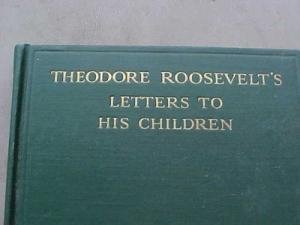 THEODORE ROOSEVELT'S
LETTERS TO
HIS CHILDREN